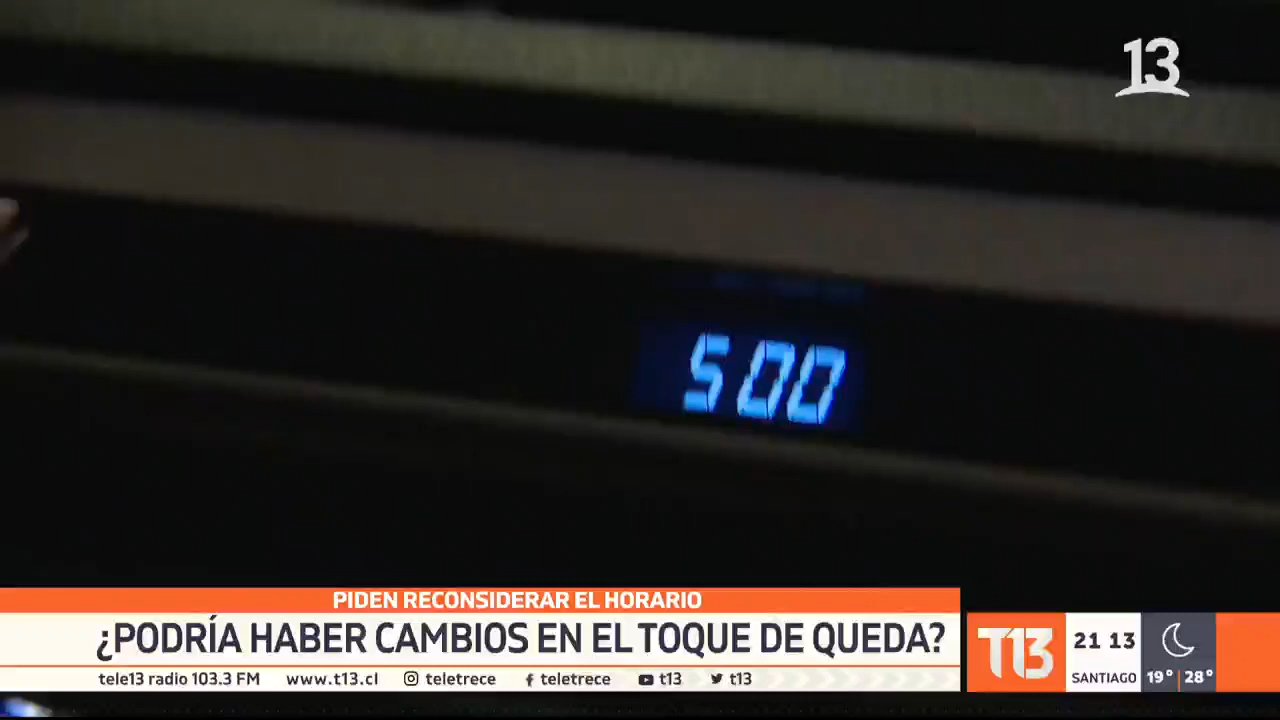 13
500
PIDEN RECONSIDERAR EL HORARIO
¿PODRÍA HABER CAMBIOS EN EL TOQUE DE QUEDA?
tele13 radio 103.3 FM www.t13.cl teletrece teletrece t13 t13
T13
21 13
SANTIAGO
19° 28°